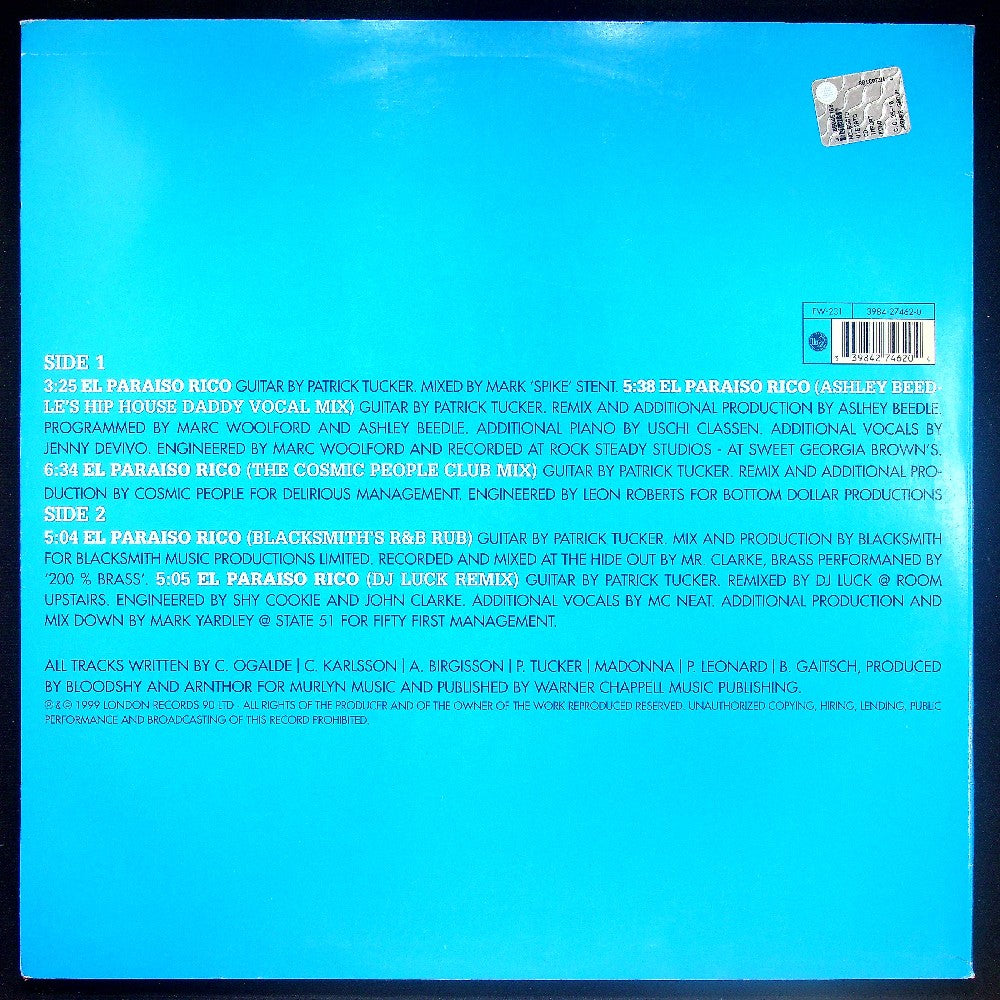 FW-231 3984-27462-0
3 39842 74620 4
SIDE 1
3:25 EL PARAISO RICO GUITAR BY PATRICK TUCKER. MIXED BY MARK 'SPIKE' STENT. 5:38 EL PARAISO RICO (ASHLEY BEED-
LE'S HIP HOUSE DADDY VOCAL MIX) GUITAR BY PATRICK TUCKER. REMIX AND ADDITIONAL PRODUCTION BY ASLHEY BEEDLE.
PROGRAMMED BY MARC WOOLFORD AND ASHLEY BEEDLE. ADDITIONAL PIANO BY USCHI CLASSEN. ADDITIONAL VOCALS BY
JENNY DEVIVO. ENGINEERED BY MARC WOOLFORD AND RECORDED AT ROCK STEADY STUDIOS - AT SWEET GEORGIA BROWN'S.
6:34 EL PARAISO RICO (THE COSMIC PEOPLE CLUB MIX) GUITAR BY PATRICK TUCKER. REMIX AND ADDITIONAL PRO-
DUCTION BY COSMIC PEOPLE FOR DELIRIOUS MANAGEMENT. ENGINEERED BY LEON ROBERTS FOR BOTTOM DOLLAR PRODUCTIONS
SIDE 2
5:04 EL PARAISO RICO (BLACKSMITH'S R&B RUB) GUITAR BY PATRICK TUCKER. MIX AND PRODUCTION BY BLACKSMITH
FOR BLACKSMITH MUSIC PRODUCTIONS LIMITED. RECORDED AND MIXED AT THE HIDE OUT BY MR. CLARKE, BRASS PERFORMANED BY
'200 % BRASS'. 5:05 EL PARAISO RICO (DJ LUCK REMIX) GUITAR BY PATRICK TUCKER. REMIXED BY DJ LUCK @ ROOM
UPSTAIRS. ENGINEERED BY SHY COOKIE AND JOHN CLARKE. ADDITIONAL VOCALS BY MC NEAT. ADDITIONAL PRODUCTION AND
MIX DOWN BY MARK YARDLEY @ STATE 51 FOR FIFTY FIRST MANAGEMENT.
ALL TRACKS WRITTEN BY C. OGALDE | C. KARLSSON | A. BIRGISSON | P. TUCKER | MADONNA | P. LEONARD | B. GAITSCH, PRODUCED
BY BLOODSHY AND ARNTHOR FOR MURLYN MUSIC AND PUBLISHED BY WARNER CHAPPELL MUSIC PUBLISHING.
℗ & © 1999 LONDON RECORDS 90 LTD. ALL RIGHTS OF THE PRODUCER AND OF THE OWNER OF THE WORK REPRODUCED RESERVED. UNAUTHORIZED COPYING, HIRING, LENDING, PUBLIC
PERFORMANCE AND BROADCASTING OF THIS RECORD PROHIBITED.